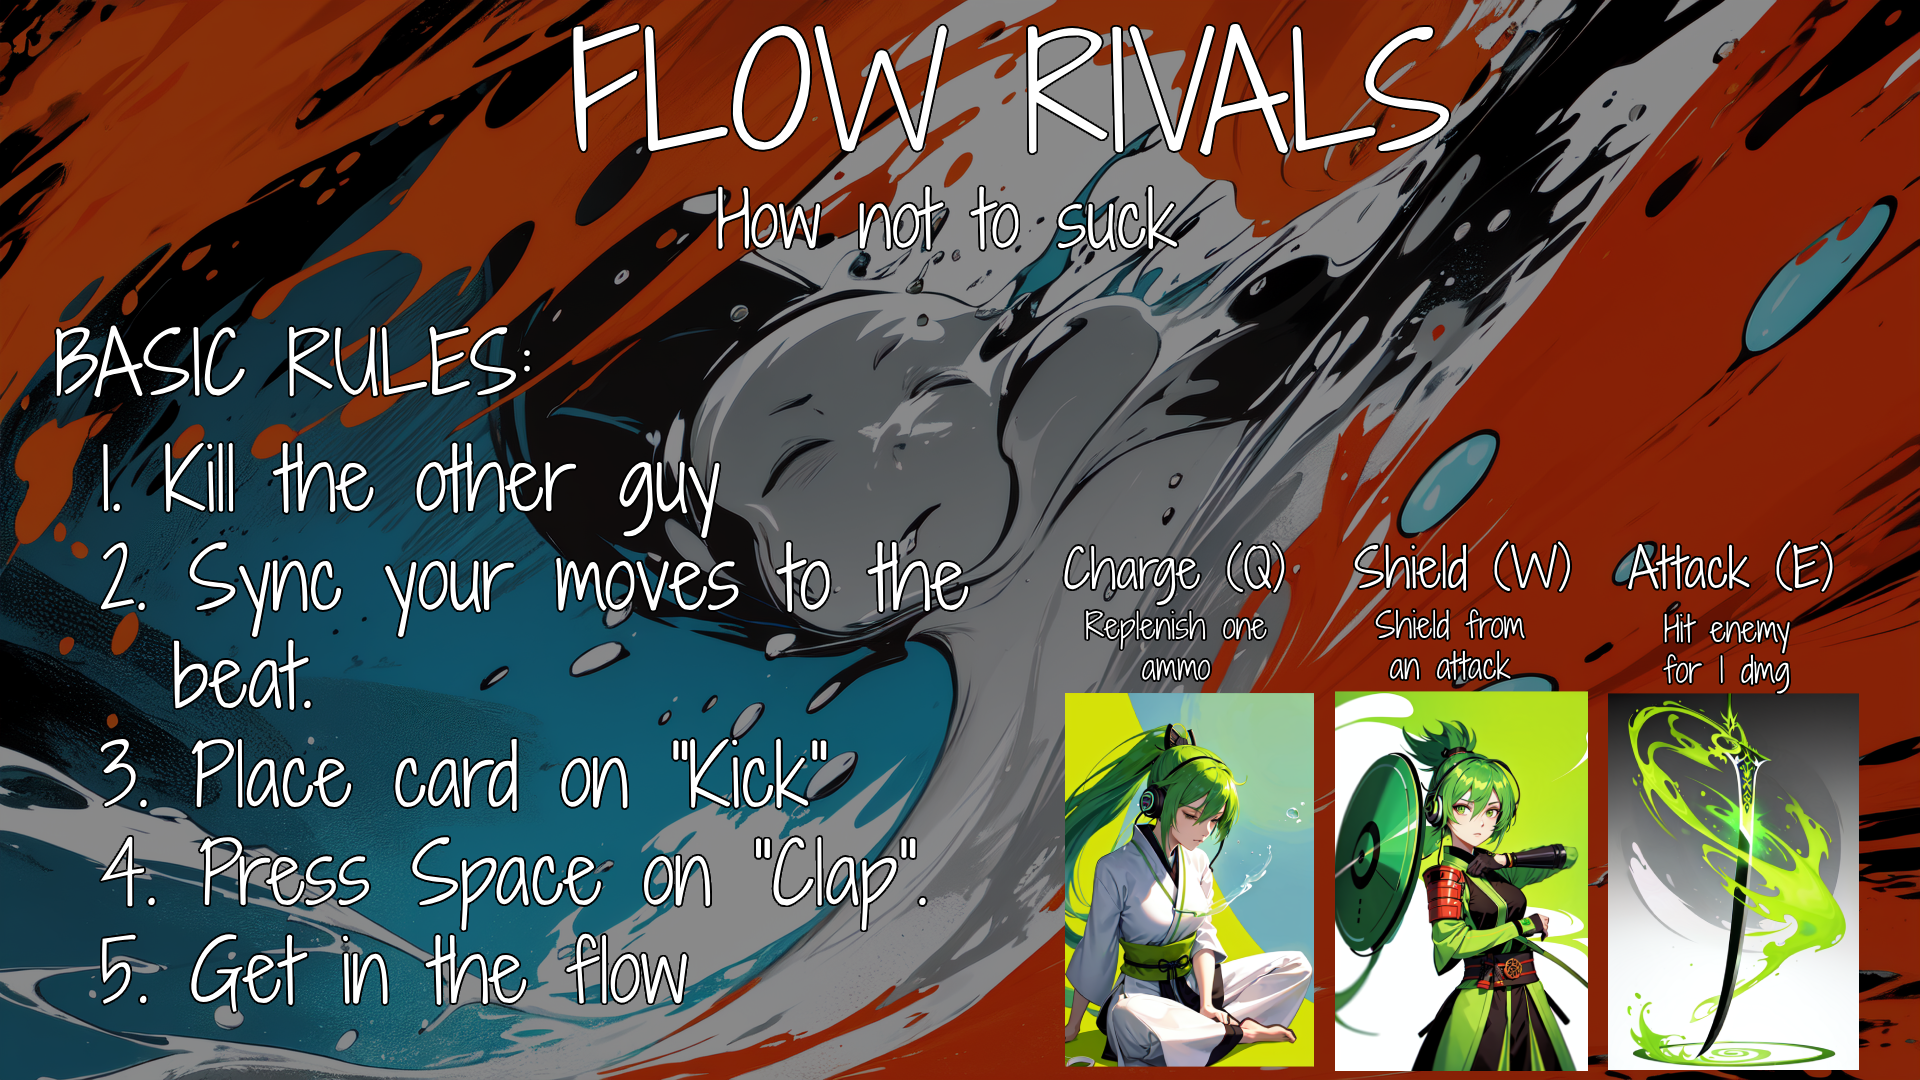 FLOW RIVALS
How not to suck
BASIC RULES:
1. Kill the other guy
2. Sync your moves to the
beat.
3. Place card on "Kick"
4. Press Space on "Clap".
5. Get in the flow
Charge (Q)
Replenish one
ammo
Shield (W)
Shield from
an attack
Attack (E)
Hit enemy
for 1 dmg